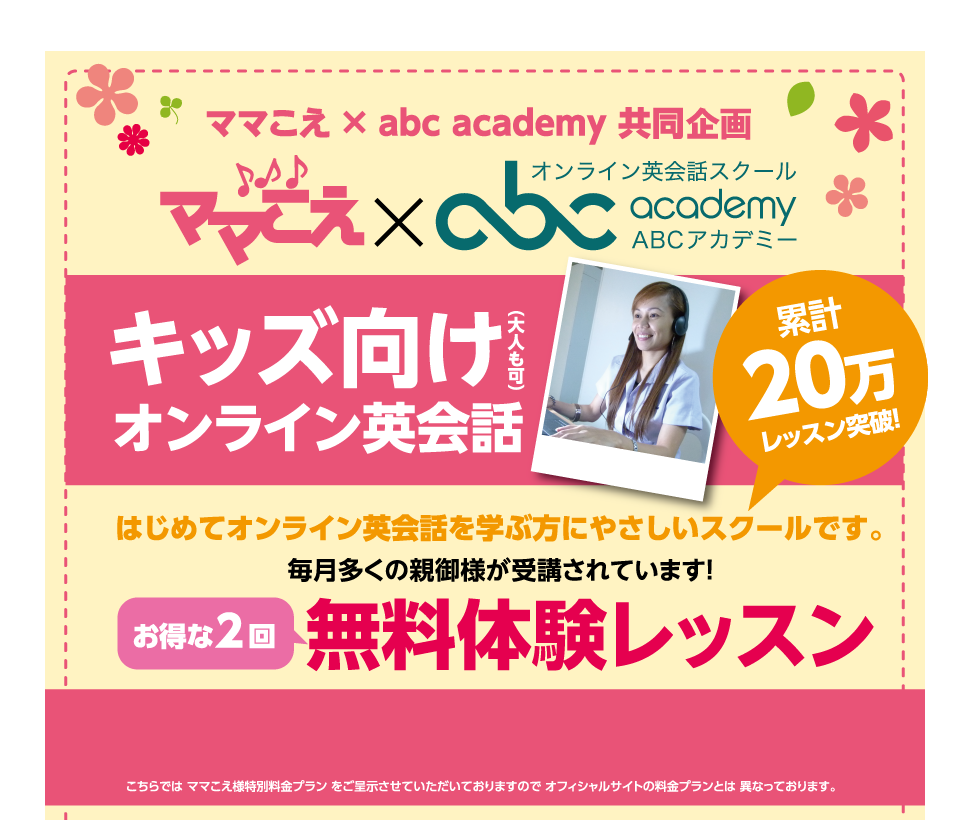 ママこえ × abc academy 共同企画
ママこえ × abc academy
オンライン英会話スクール
ABCアカデミー
キッズ向け(大人も可)
オンライン英会話
累計
20万
レッスン突破!
はじめてオンライン英会話を学ぶ方にやさしいスクールです。
毎月多くの親御様が受講されています!
お得な2回
無料体験レッスン
こちらでは ママこえ様特別料金プラン をご呈示させていただいておりますので オフィシャルサイトの料金プランとは 異なっております。